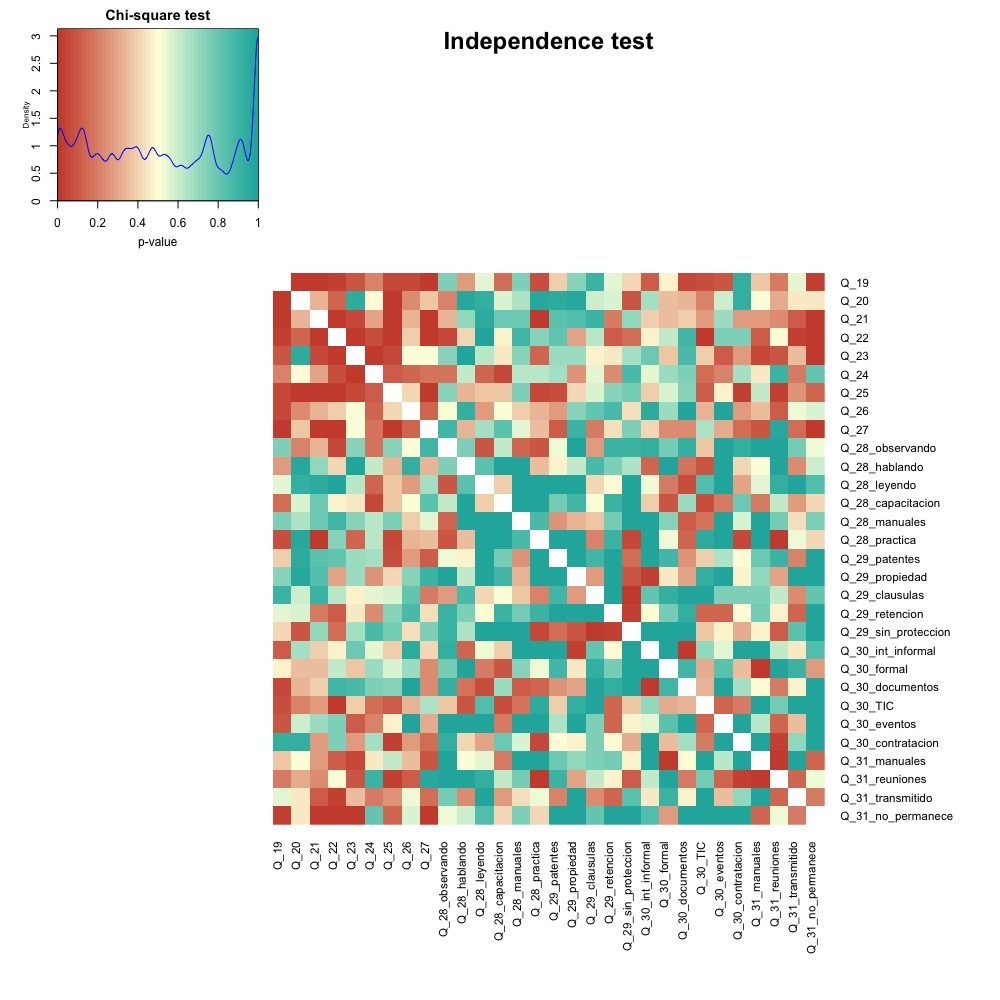 Chi-square test
Independence test
3
2.5
2
1.5
1
0.5
0
Density
0
0.2
0.4
0.6
0.8
1
p-value
Q_19
Q_20
Q_21
Q_22
Q_23
Q_24
Q_25
Q_26
Q_27
Q_28_observando
Q_28_hablando
Q_28_leyendo
Q_28_capacitacion
Q_28_manuales
Q_28_practica
Q_29_patentes
Q_29_propiedad
Q_29_clausulas
Q_29_retencion
Q_29_sin_proteccion
Q_30_int_informal
Q_30_formal
Q_30_documentos
Q_30_TIC
Q_30_eventos
Q_30_contratacion
Q_31_manuales
Q_31_reuniones
Q_31_transmitido
Q_31_no_permanece
Q_19
Q_20
Q_21
Q_22
Q_23
Q_24
Q_25
Q_26
Q_27
Q_28_observando
Q_28_hablando
Q_28_leyendo
Q_28_capacitacion
Q_28_manuales
Q_28_practica
Q_29_patentes
Q_29_propiedad
Q_29_clausulas
Q_29_retencion
Q_29_sin_proteccion
Q_30_int_informal
Q_30_formal
Q_30_documentos
Q_30_TIC
Q_30_eventos
Q_30_contratacion
Q_31_manuales
Q_31_reuniones
Q_31_transmitido
Q_31_no_permanece